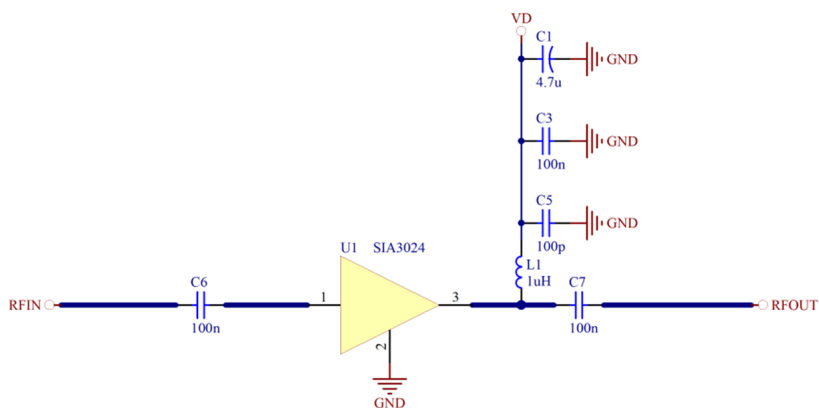 VD
C1
GND
4.7u
C3
GND
100n
C5
GND
100p
U1 SIA3024
L1
1uH
C6
C7
RFIN
1
3
RFOUT
100n
100n
2
GND